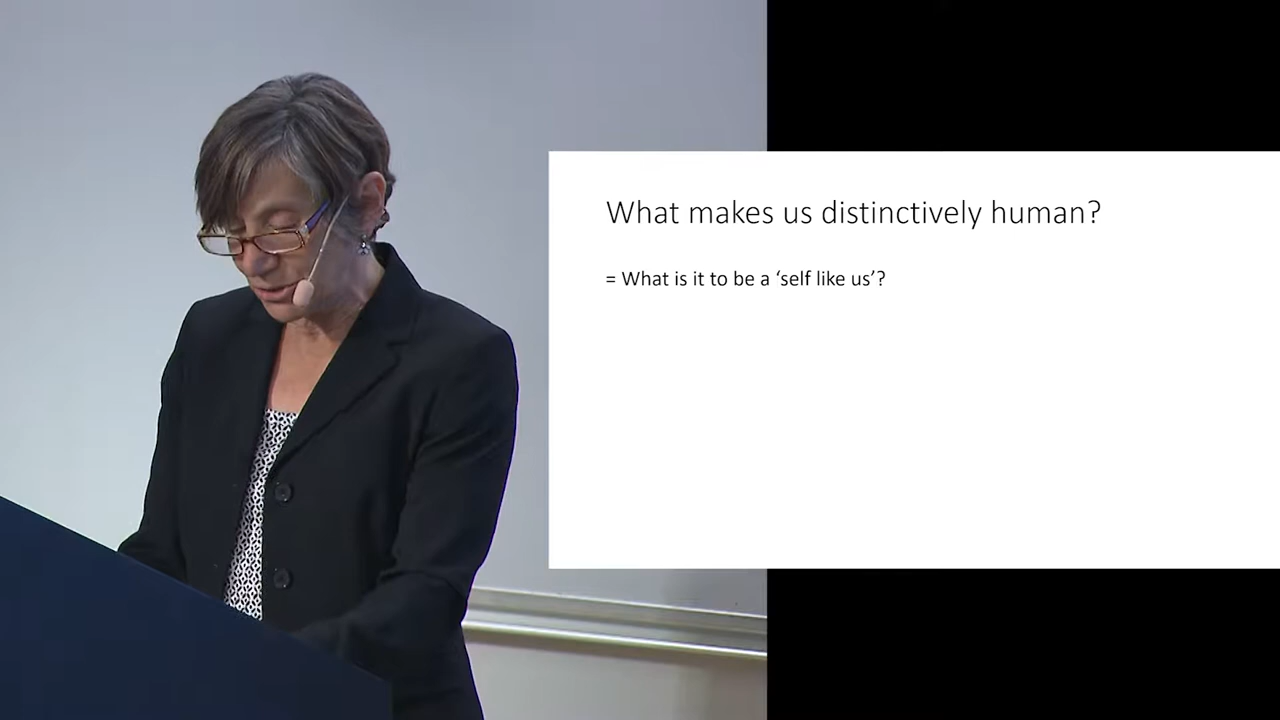 What makes us distinctively human?
= What is it to be a ‘self like us’?